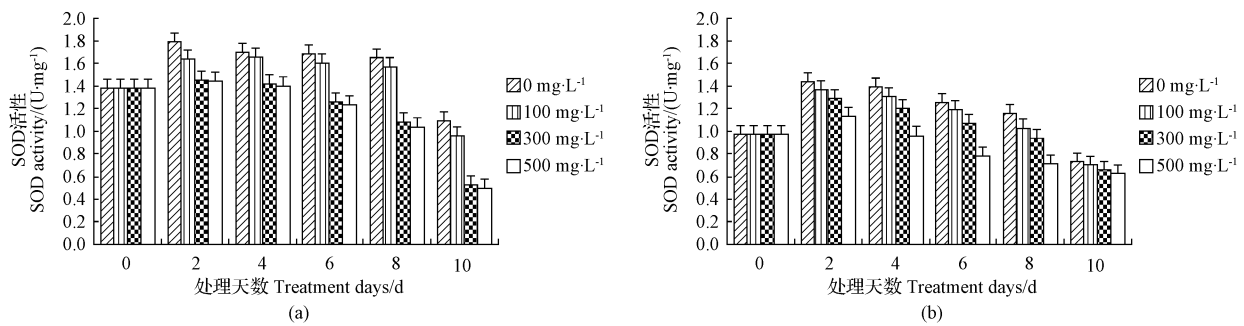 SOD活性
SOD activity/(U·mg⁻¹)
2.0
1.8
1.6
1.4
1.2
1.0
0.8
0.6
0.4
0.2
0.0
0 2 4 6 8 10
处理天数 Treatment days/d
0 mg·L⁻¹
100 mg·L⁻¹
300 mg·L⁻¹
500 mg·L⁻¹
(a)
SOD活性
SOD activity/(U·mg⁻¹)
2.0
1.8
1.6
1.4
1.2
1.0
0.8
0.6
0.4
0.2
0.0
0 2 4 6 8 10
处理天数 Treatment days/d
0 mg·L⁻¹
100 mg·L⁻¹
300 mg·L⁻¹
500 mg·L⁻¹
(b)